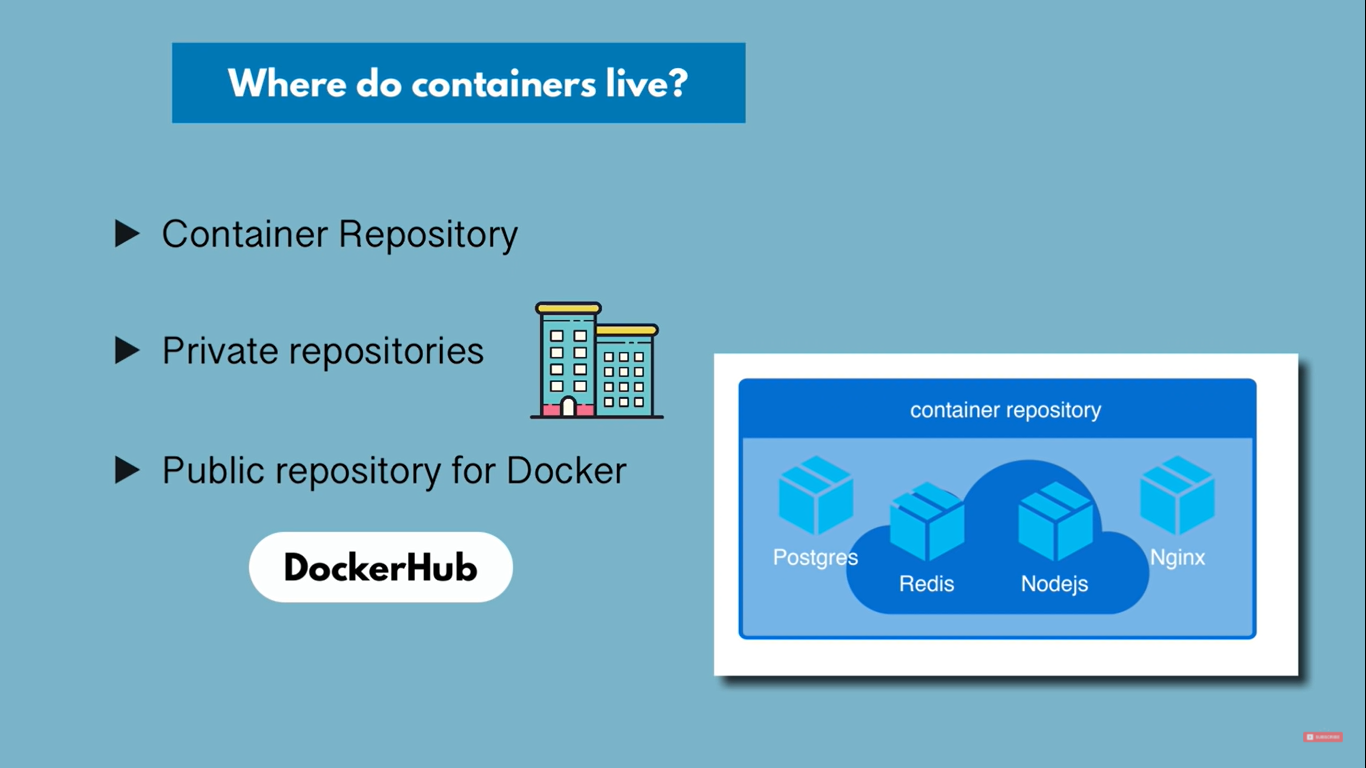 Where do containers live?
Container Repository
Private repositories
Public repository for Docker
DockerHub
container repository
Postgres
Redis
Nodejs
Nginx
SUBSCRIBE